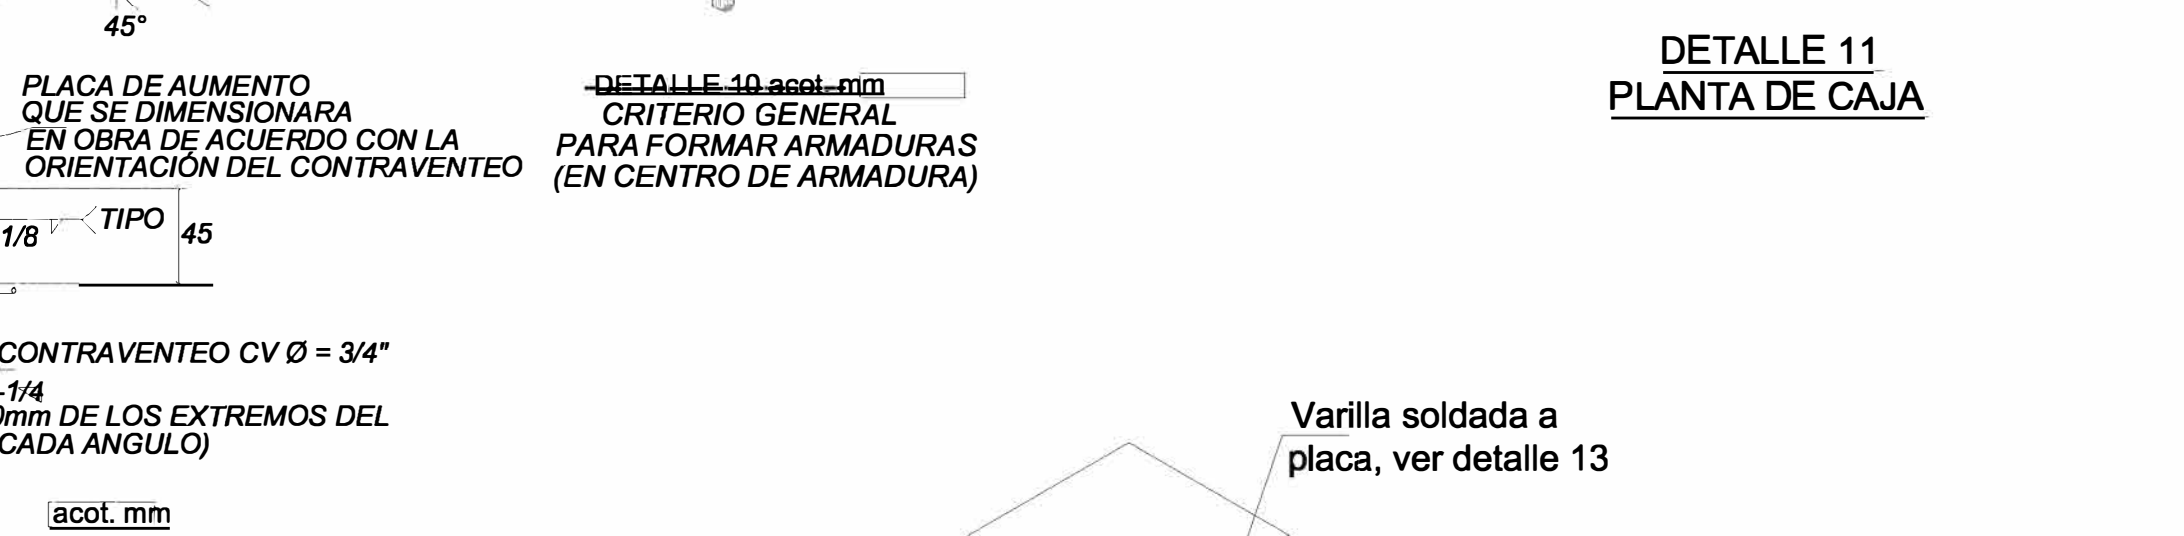 45°
PLACA DE AUMENTO
QUE SE DIMENSIONARA
EN OBRA DE ACUERDO CON LA
ORIENTACIÓN DEL CONTRAVENTEO
DETALLE 10 acot. mm
CRITERIO GENERAL
PARA FORMAR ARMADURAS
(EN CENTRO DE ARMADURA)
DETALLE 11
PLANTA DE CAJA
TIPO
1/8
45
CONTRAVENTEO CV Ø = 3/4"
-1/4
0mm DE LOS EXTREMOS DEL
CADA ANGULO)
acot. mm
Varilla soldada a
placa, ver detalle 13